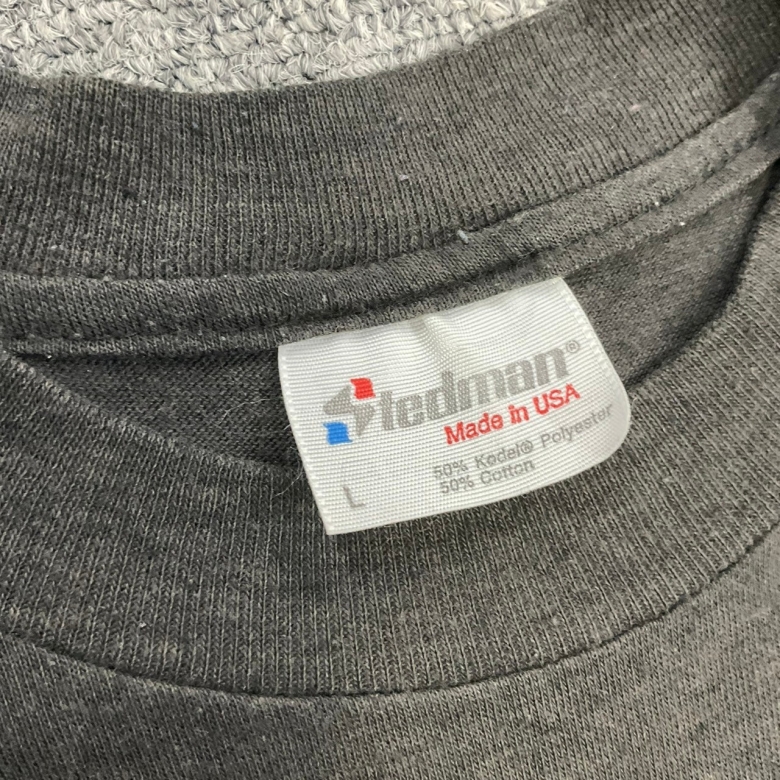 Stedman®
Made in USA
50% Kodel® Polyester
50% Cotton
L